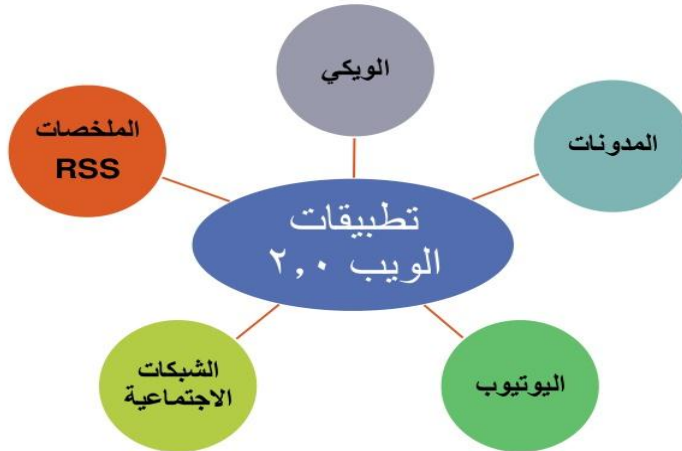 الويكي
المدونات
الملخصات
RSS
تطبيقات
الويب ٢,٠
الشبكات
الاجتماعية
اليوتيوب